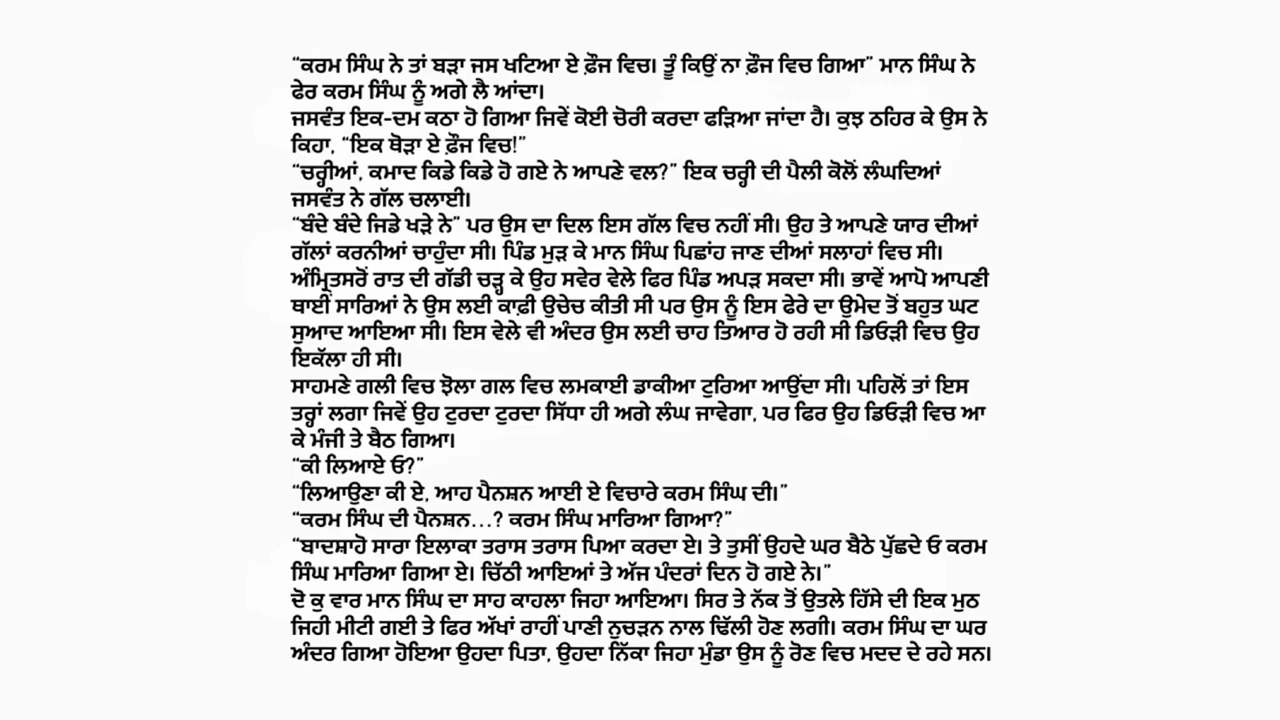 “ਕਰਮ ਸਿੰਘ ਨੇ ਤਾਂ ਬੜਾ ਜਸ ਖਟਿਆ ਏ ਫ਼ੌਜ ਵਿਚ। ਤੂੰ ਕਿਉਂ ਨਾ ਫ਼ੌਜ ਵਿਚ ਗਿਆ” ਮਾਨ ਸਿੰਘ ਨੇ
ਫੇਰ ਕਰਮ ਸਿੰਘ ਨੂੰ ਅਗੇ ਲੈ ਆਂਦਾ।
ਜਸਵੰਤ ਇਕ-ਦਮ ਕਠਾ ਹੋ ਗਿਆ ਜਿਵੇਂ ਕੋਈ ਚੋਰੀ ਕਰਦਾ ਫੜਿਆ ਜਾਂਦਾ ਹੈ। ਕੁਝ ਠਹਿਰ ਕੇ ਉਸ ਨੇ
ਕਿਹਾ, “ਇਕ ਥੋੜਾ ਏ ਫ਼ੌਜ ਵਿਚ!”
“ਚਰ੍ਹੀਆਂ, ਕਮਾਦ ਕਿਡੇ ਕਿਡੇ ਹੋ ਗਏ ਨੇ ਆਪਣੇ ਵਲ?” ਇਕ ਚਰ੍ਹੀ ਦੀ ਪੈਲੀ ਕੋਲੋਂ ਲੰਘਦਿਆਂ
ਜਸਵੰਤ ਨੇ ਗੱਲ ਚਲਾਈ।
“ਬੰਦੇ ਬੰਦੇ ਜਿਡੇ ਖੜੇ ਨੇ” ਪਰ ਉਸ ਦਾ ਦਿਲ ਇਸ ਗੱਲ ਵਿਚ ਨਹੀਂ ਸੀ। ਉਹ ਤੇ ਆਪਣੇ ਯਾਰ ਦੀਆਂ
ਗੱਲਾਂ ਕਰਨੀਆਂ ਚਾਹੁੰਦਾ ਸੀ। ਪਿੰਡ ਮੁੜ ਕੇ ਮਾਨ ਸਿੰਘ ਪਿਛਾਂਹ ਜਾਣ ਦੀਆਂ ਸਲਾਹਾਂ ਵਿਚ ਸੀ।
ਅੰਮ੍ਰਿਤਸਰੋਂ ਰਾਤ ਦੀ ਗੱਡੀ ਚੜ੍ਹ ਕੇ ਉਹ ਸਵੇਰ ਵੇਲੇ ਫਿਰ ਪਿੰਡ ਅਪੜ ਸਕਦਾ ਸੀ। ਭਾਵੇਂ ਆਪੋ ਆਪਣੀ
ਥਾਈਂ ਸਾਰਿਆਂ ਨੇ ਉਸ ਲਈ ਕਾਫ਼ੀ ਉਚੇਚ ਕੀਤੀ ਸੀ ਪਰ ਉਸ ਨੂੰ ਇਸ ਫੇਰੇ ਦਾ ਉਮੇਦ ਤੋਂ ਬਹੁਤ ਘਟ
ਸੁਆਦ ਆਇਆ ਸੀ। ਇਸ ਵੇਲੇ ਵੀ ਅੰਦਰ ਉਸ ਲਈ ਚਾਹ ਤਿਆਰ ਹੋ ਰਹੀ ਸੀ ਡਿਓੜੀ ਵਿਚ ਉਹ
ਇਕੱਲਾ ਹੀ ਸੀ।
ਸਾਹਮਣੇ ਗਲੀ ਵਿਚ ਝੋਲਾ ਗਲ ਵਿਚ ਲਮਕਾਈ ਡਾਕੀਆ ਟੁਰਿਆ ਆਉਂਦਾ ਸੀ। ਪਹਿਲੋਂ ਤਾਂ ਇਸ
ਤਰ੍ਹਾਂ ਲਗਾ ਜਿਵੇਂ ਉਹ ਟੁਰਦਾ ਟੁਰਦਾ ਸਿੱਧਾ ਹੀ ਅਗੇ ਲੰਘ ਜਾਵੇਗਾ, ਪਰ ਫਿਰ ਉਹ ਡਿਓੜੀ ਵਿਚ ਆ
ਕੇ ਮੰਜੀ ਤੇ ਬੈਠ ਗਿਆ।
“ਕੀ ਲਿਆਏ ਓ?”
“ਲਿਆਉਣਾ ਕੀ ਏ, ਆਹ ਪੈਨਸ਼ਨ ਆਈ ਏ ਵਿਚਾਰੇ ਕਰਮ ਸਿੰਘ ਦੀ।”
“ਕਰਮ ਸਿੰਘ ਦੀ ਪੈਨਸ਼ਨ...? ਕਰਮ ਸਿੰਘ ਮਾਰਿਆ ਗਿਆ?”
“ਬਾਦਸ਼ਾਹੋ ਸਾਰਾ ਇਲਾਕਾ ਤਰਾਸ ਤਰਾਸ ਪਿਆ ਕਰਦਾ ਏ। ਤੇ ਤੁਸੀਂ ਉਹਦੇ ਘਰ ਬੈਠੇ ਪੁੱਛਦੇ ਓ ਕਰਮ
ਸਿੰਘ ਮਾਰਿਆ ਗਿਆ ਏ। ਚਿੱਠੀ ਆਇਆਂ ਤੇ ਅੱਜ ਪੰਦਰਾਂ ਦਿਨ ਹੋ ਗਏ ਨੇ।”
ਦੋ ਕੁ ਵਾਰ ਮਾਨ ਸਿੰਘ ਦਾ ਸਾਹ ਕਾਹਲਾ ਜਿਹਾ ਆਇਆ। ਸਿਰ ਤੇ ਨੱਕ ਤੋਂ ਉਤਲੇ ਹਿੱਸੇ ਦੀ ਇਕ ਮੁਠ
ਜਿਹੀ ਮੀਟੀ ਗਈ ਤੇ ਫਿਰ ਅੱਖਾਂ ਰਾਹੀਂ ਪਾਣੀ ਨੁਚੜਨ ਨਾਲ ਢਿੱਲੀ ਹੋਣ ਲਗੀ। ਕਰਮ ਸਿੰਘ ਦਾ ਘਰ
ਅੰਦਰ ਗਿਆ ਹੋਇਆ ਉਹਦਾ ਪਿਤਾ, ਉਹਦਾ ਨਿੱਕਾ ਜਿਹਾ ਮੁੰਡਾ ਉਸ ਨੂੰ ਰੋਣ ਵਿਚ ਮਦਦ ਦੇ ਰਹੇ ਸਨ।